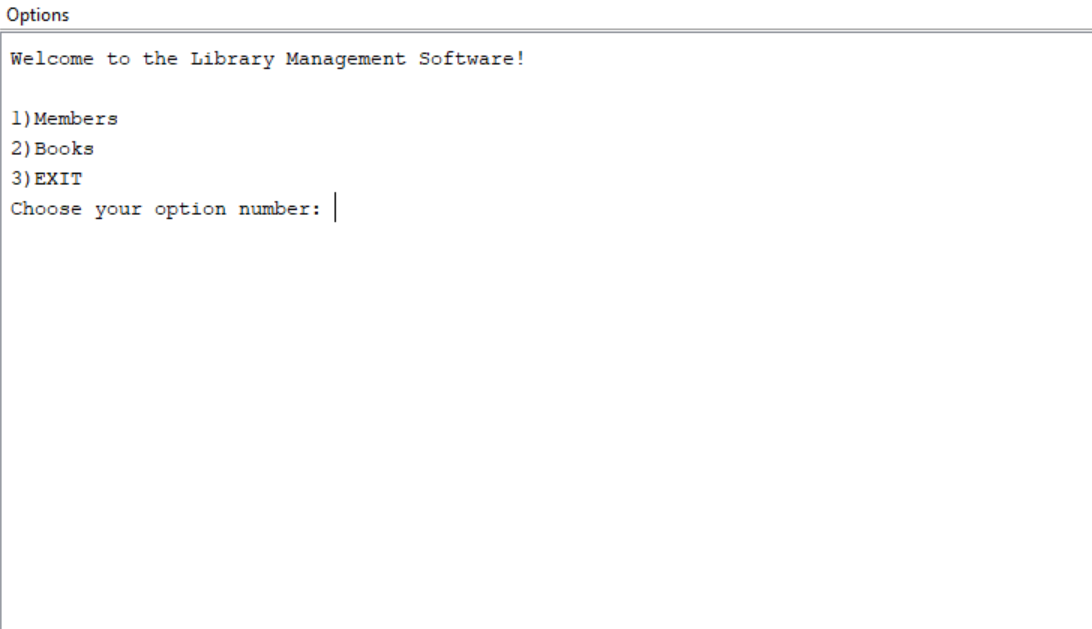 Options
Welcome to the Library Management Software!
1)Members
2)Books
3)EXIT
Choose your option number: